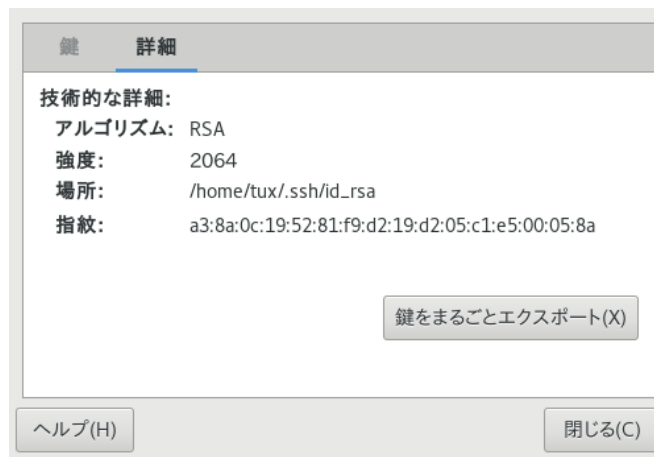 鍵 詳細
技術的な詳細:
アルゴリズム: RSA
強度: 2064
場所: /home/tux/.ssh/id_rsa
指紋: a3:8a:0c:19:52:81:f9:d2:19:d2:05:c1:e5:00:05:8a
鍵をまるごとエクスポート(X)
ヘルプ(H) 閉じる(C)